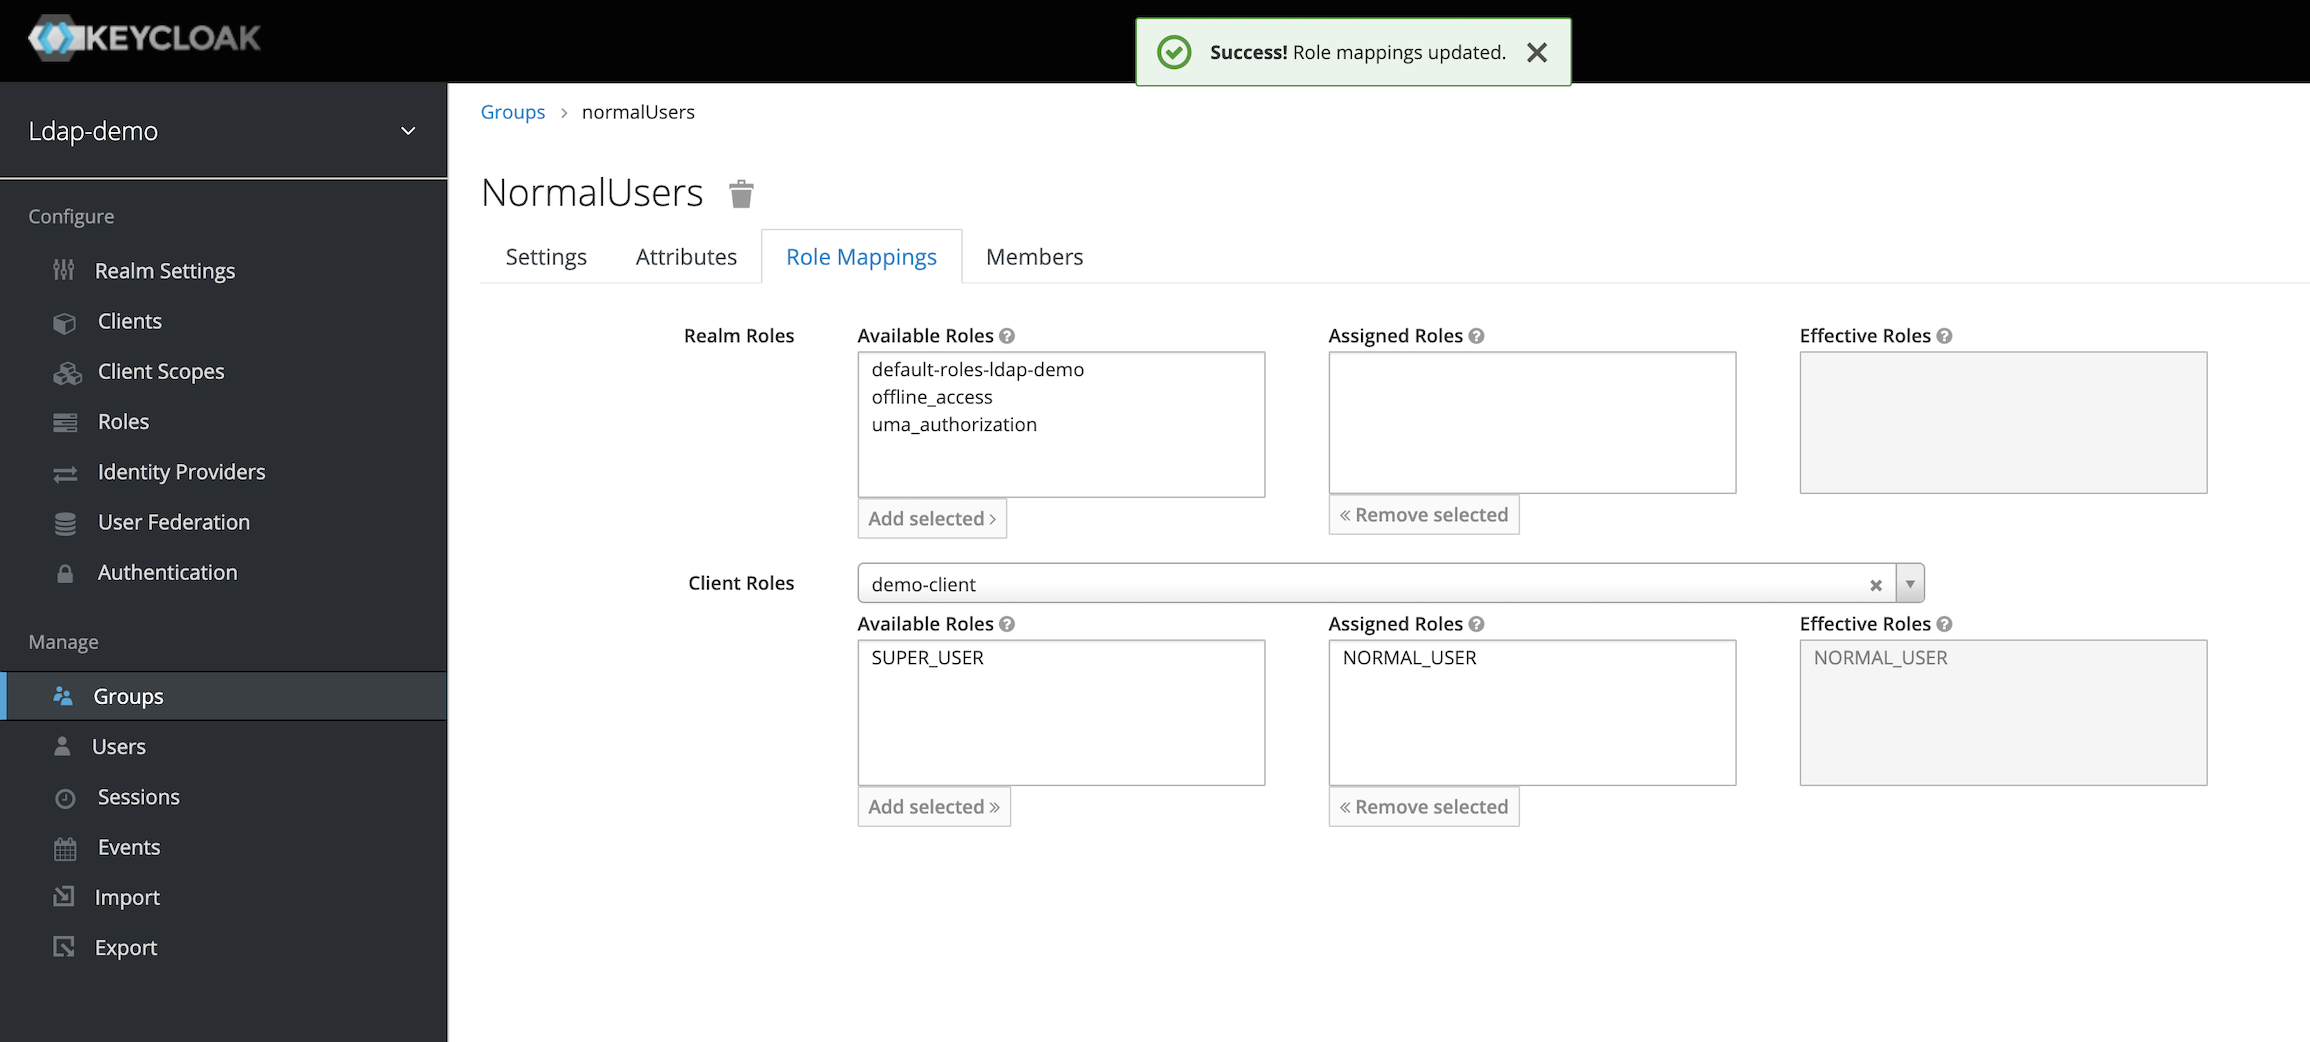 KEYCLOAK
Success! Role mappings updated.
Ldap-demo
Configure
Realm Settings
Clients
Client Scopes
Roles
Identity Providers
User Federation
Authentication
Manage
Groups
Users
Sessions
Events
Import
Export
Groups > normalUsers
NormalUsers
Settings Attributes Role Mappings Members
Realm Roles
Available Roles
default-roles-ldap-demo
offline_access
uma_authorization
Add selected ›
Assigned Roles
« Remove selected
Effective Roles
Client Roles
demo-client
Available Roles
SUPER_USER
Add selected »
Assigned Roles
NORMAL_USER
« Remove selected
Effective Roles
NORMAL_USER